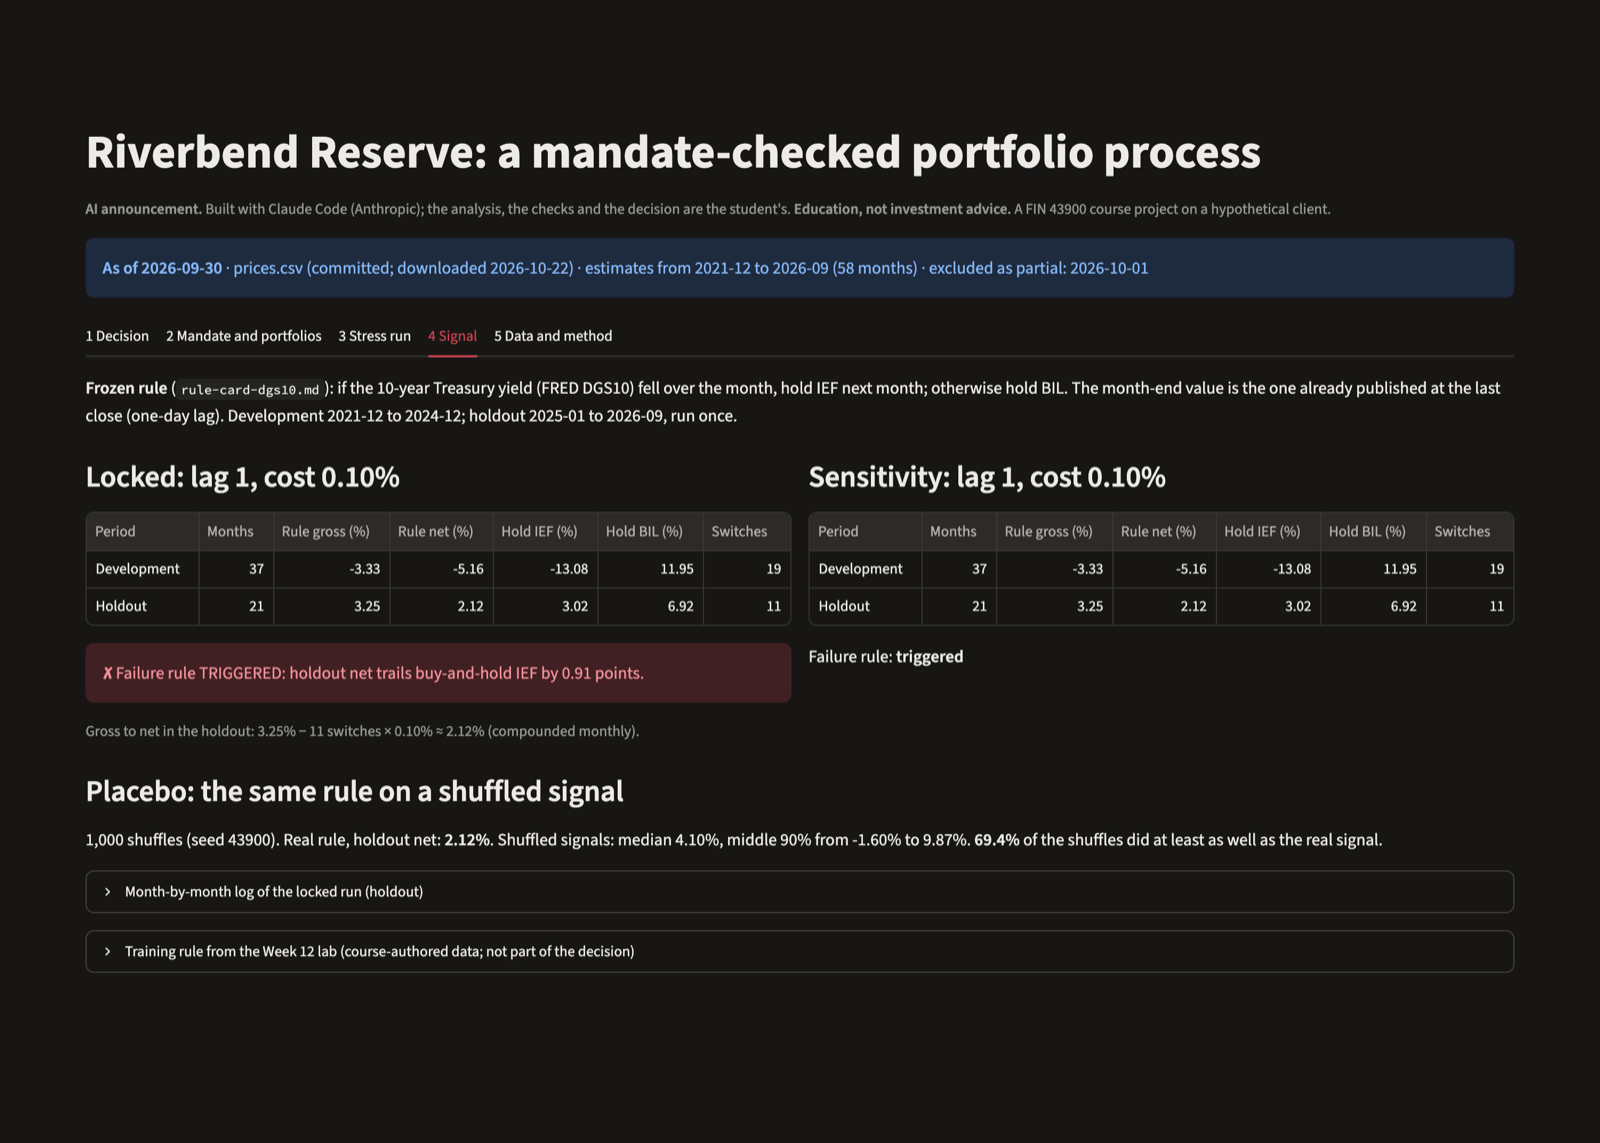 Riverbend Reserve: a mandate-checked portfolio process
AI announcement. Built with Claude Code (Anthropic); the analysis, the checks and the decision are the student's. Education, not investment advice. A FIN 43900 course project on a hypothetical client.
As of 2026-09-30 · prices.csv (committed; downloaded 2026-10-22) · estimates from 2021-12 to 2026-09 (58 months) · excluded as partial: 2026-10-01
1 Decision 2 Mandate and portfolios 3 Stress run 4 Signal 5 Data and method
Frozen rule ( rule-card-dgs10.md ): if the 10-year Treasury yield (FRED DGS10) fell over the month, hold IEF next month; otherwise hold BIL. The month-end value is the one already published at the last
close (one-day lag). Development 2021-12 to 2024-12; holdout 2025-01 to 2026-09, run once.
Locked: lag 1, cost 0.10%
Period Months Rule gross (%) Rule net (%) Hold IEF (%) Hold BIL (%) Switches
Development 37 -3.33 -5.16 -13.08 11.95 19
Holdout 21 3.25 2.12 3.02 6.92 11
✗ Failure rule TRIGGERED: holdout net trails buy-and-hold IEF by 0.91 points.
Gross to net in the holdout: 3.25% − 11 switches × 0.10% ≈ 2.12% (compounded monthly).
Sensitivity: lag 1, cost 0.10%
Period Months Rule gross (%) Rule net (%) Hold IEF (%) Hold BIL (%) Switches
Development 37 -3.33 -5.16 -13.08 11.95 19
Holdout 21 3.25 2.12 3.02 6.92 11
Failure rule: triggered
Placebo: the same rule on a shuffled signal
1,000 shuffles (seed 43900). Real rule, holdout net: 2.12%. Shuffled signals: median 4.10%, middle 90% from -1.60% to 9.87%. 69.4% of the shuffles did at least as well as the real signal.
Month-by-month log of the locked run (holdout)
Training rule from the Week 12 lab (course-authored data; not part of the decision)